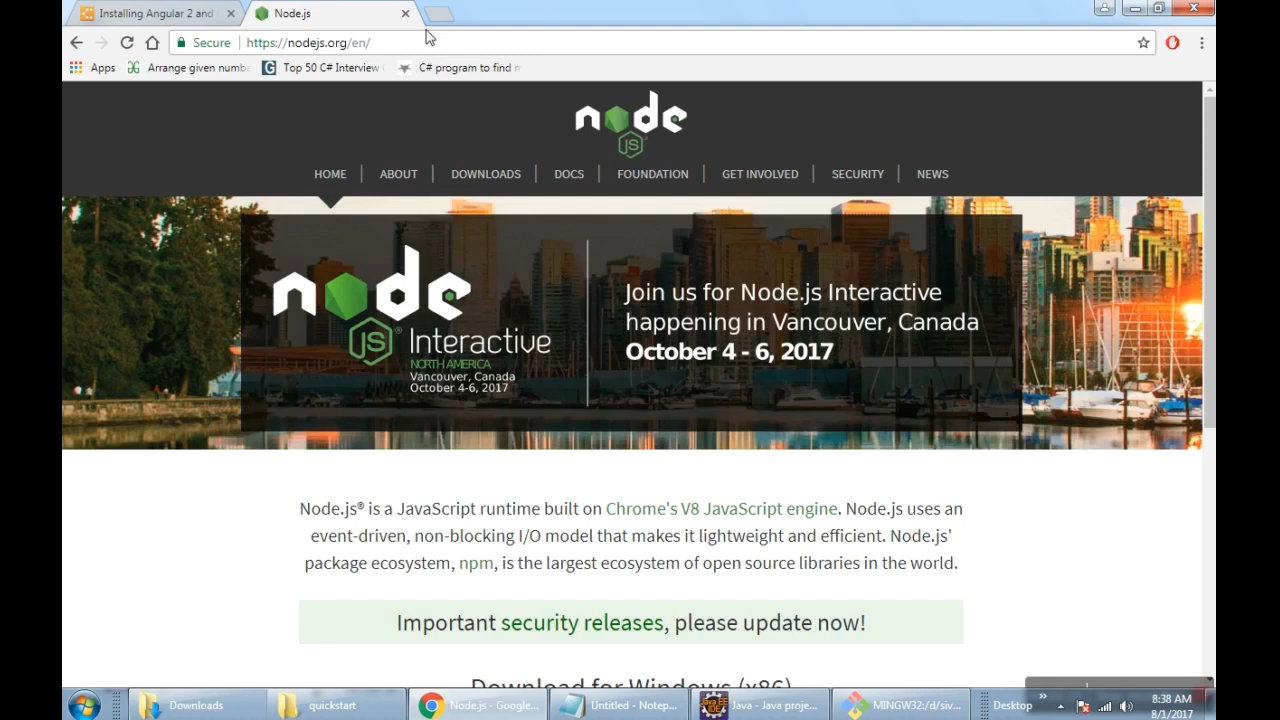 Installing Angular 2 and
Node.js
Secure
https://nodejs.org/en/
Apps
Arrange given numbe
Top 50 C# Interview
C# program to find n
node
JS
HOME
ABOUT
DOWNLOADS
DOCS
FOUNDATION
GET INVOLVED
SECURITY
NEWS
node
JS Interactive
NORTH AMERICA
Vancouver, Canada
October 4-6, 2017
Join us for Node.js Interactive
happening in Vancouver, Canada
October 4 - 6, 2017
Node.js® is a JavaScript runtime built on Chrome's V8 JavaScript engine. Node.js uses an
event-driven, non-blocking I/O model that makes it lightweight and efficient. Node.js'
package ecosystem, npm, is the largest ecosystem of open source libraries in the world.
Important security releases, please update now!
Download for Windows (x86)
Downloads
quickstart
Node.js - Google...
Untitled - Notep...
Java - Java proje...
MINGW32:/d/siv...
Desktop
8:38 AM
8/1/2017